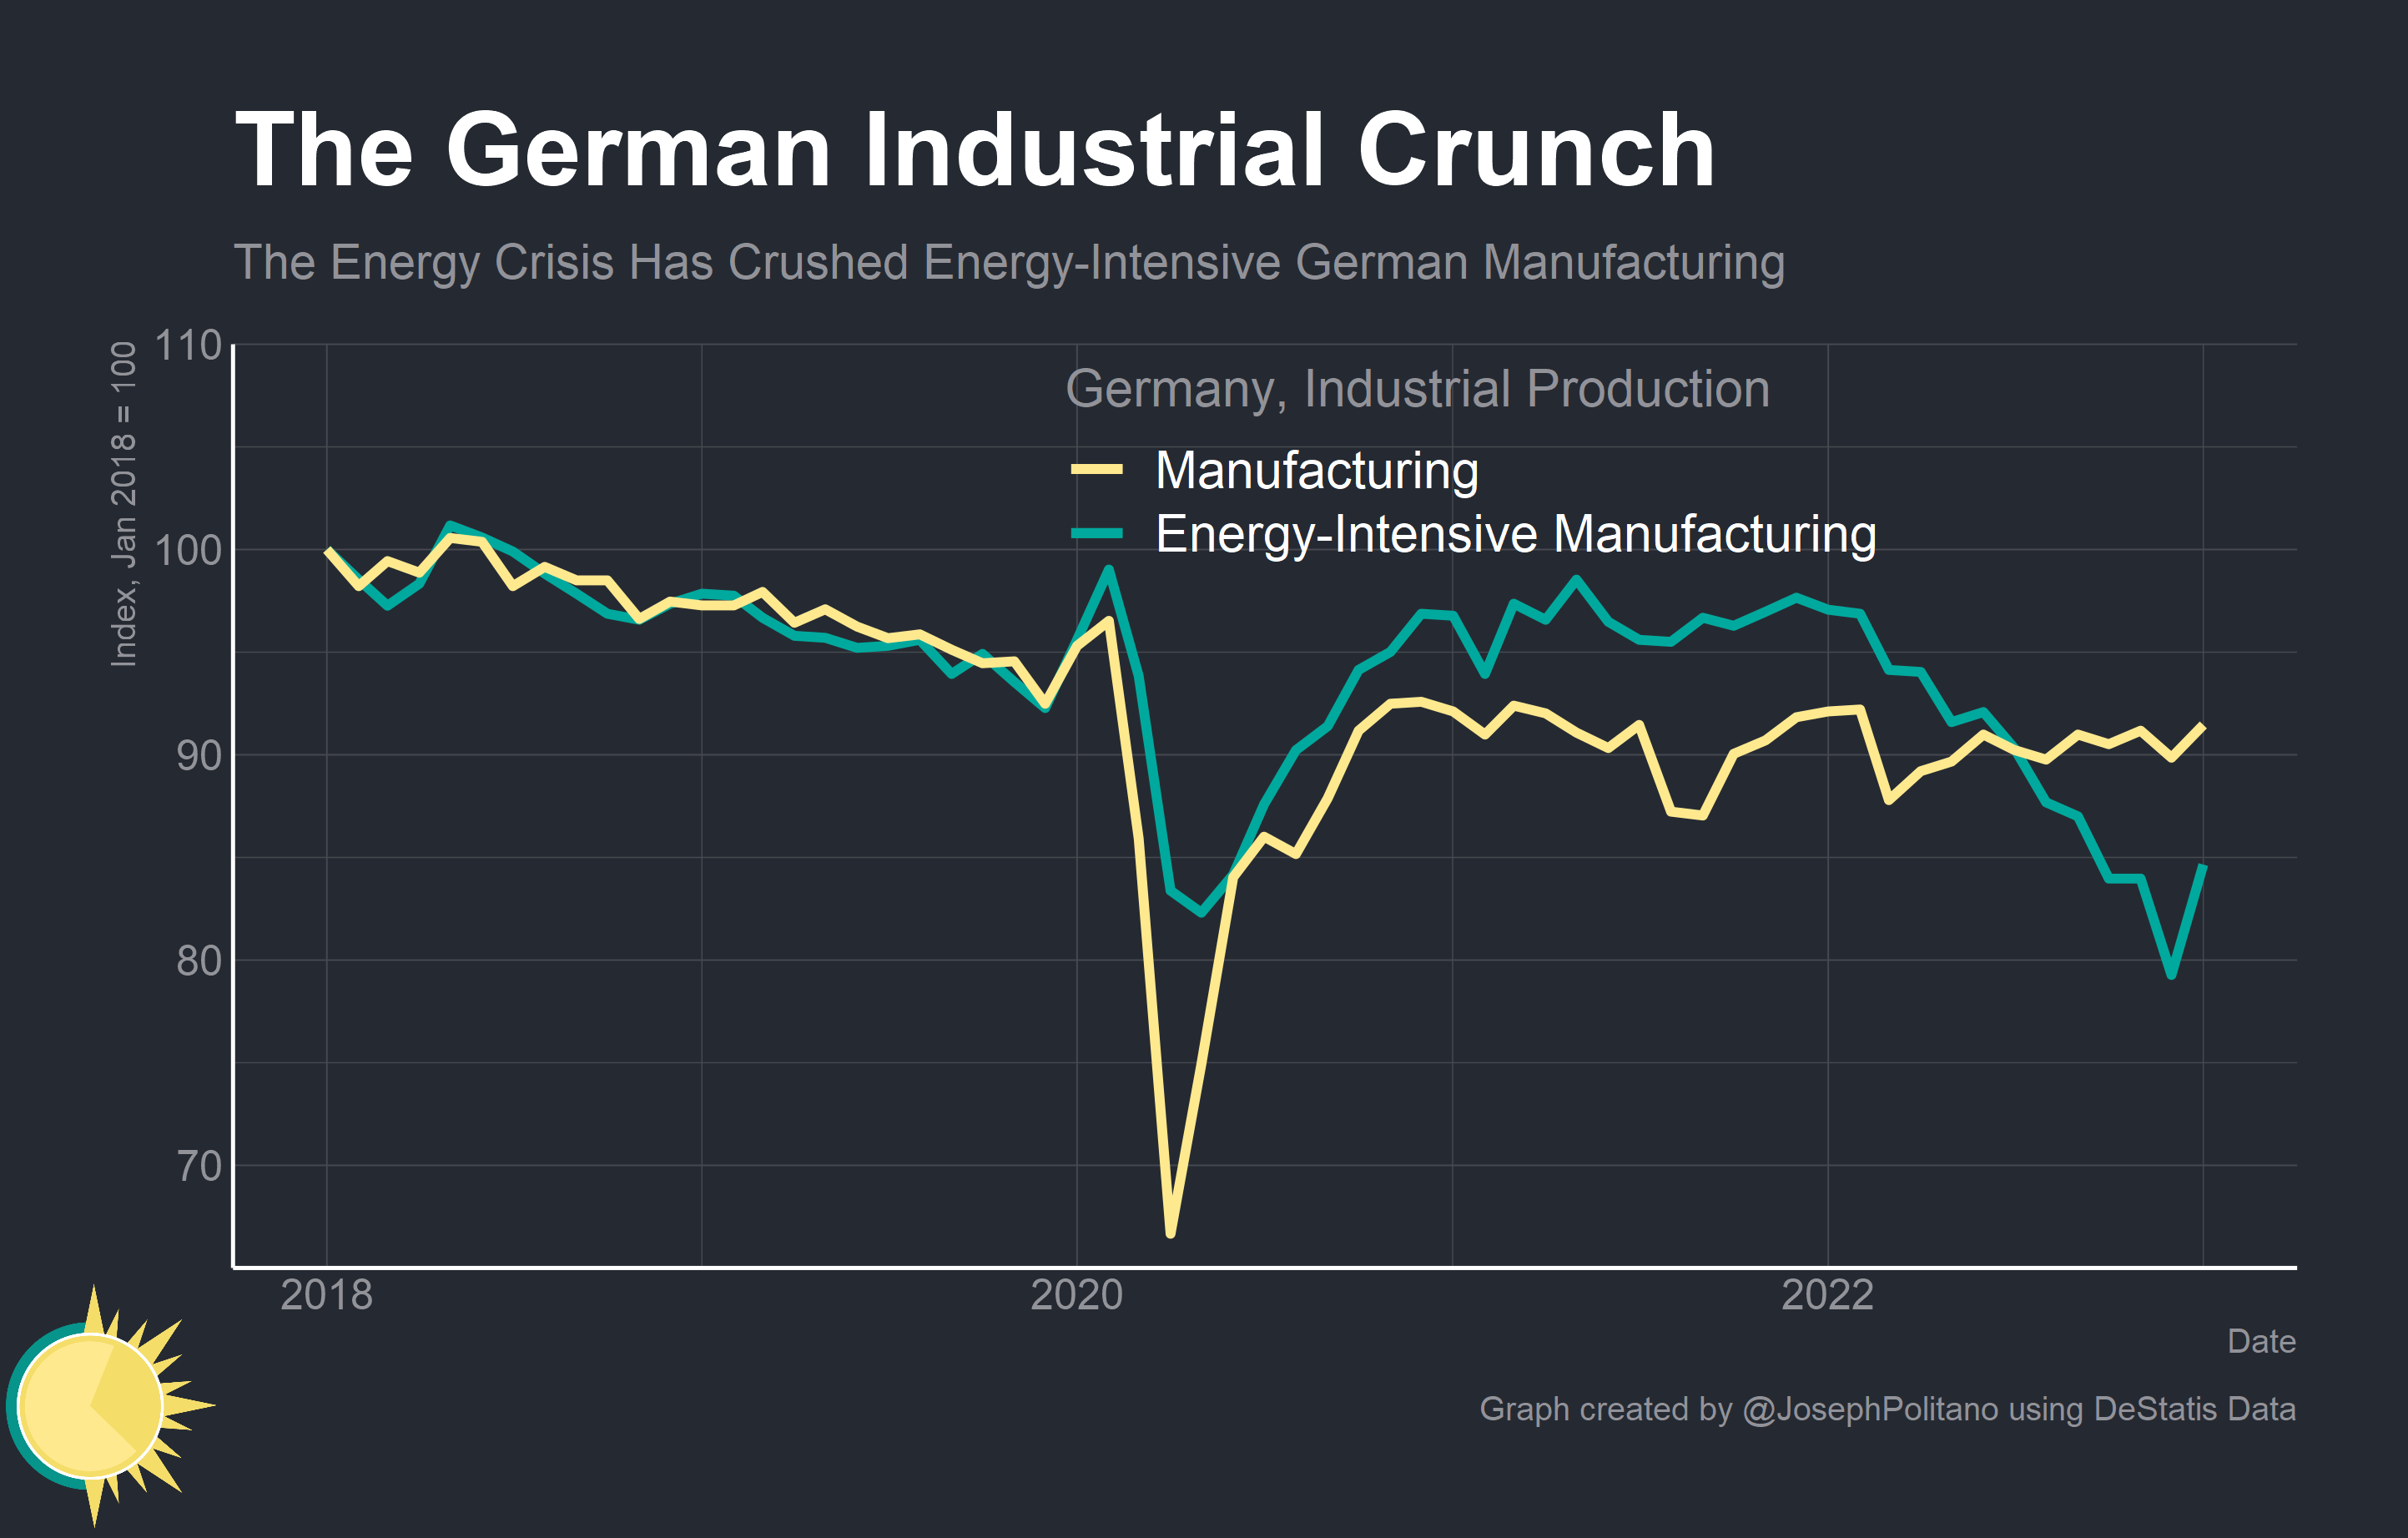 The German Industrial Crunch
The Energy Crisis Has Crushed Energy-Intensive German Manufacturing
Index, Jan 2018 = 100
110
100
90
80
70
Germany, Industrial Production
Manufacturing
Energy-Intensive Manufacturing
2018
2020
2022
Date
Graph created by @JosephPolitano using DeStatis Data